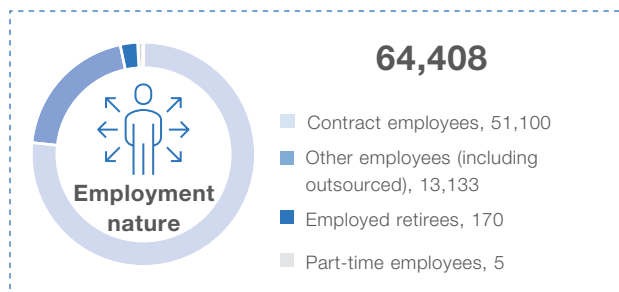 64,408
Employment
nature
Contract employees, 51,100
Other employees (including
outsourced), 13,133
Employed retirees, 170
Part-time employees, 5